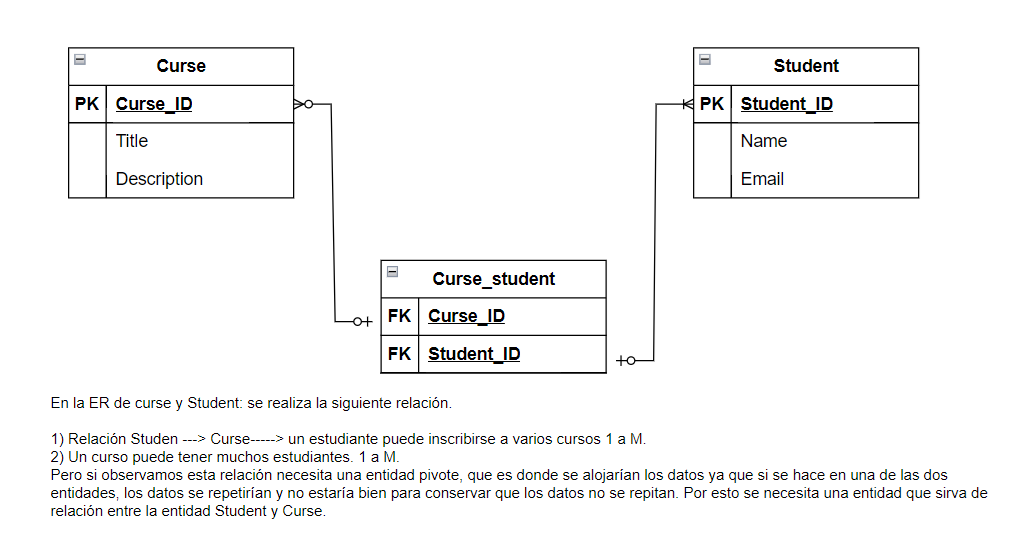 Curse
PK Curse_ID
Title
Description
Student
PK Student_ID
Name
Email
Curse_student
FK Curse_ID
FK Student_ID
En la ER de curse y Student: se realiza la siguiente relación.
1) Relación Studen ---> Curse-----> un estudiante puede inscribirse a varios cursos 1 a M.
2) Un curso puede tener muchos estudiantes. 1 a M.
Pero si observamos esta relación necesita una entidad pivote, que es donde se alojarían los datos ya que si se hace en una de las dos
entidades, los datos se repetirían y no estaría bien para conservar que los datos no se repitan. Por esto se necesita una entidad que sirva de
relación entre la entidad Student y Curse.